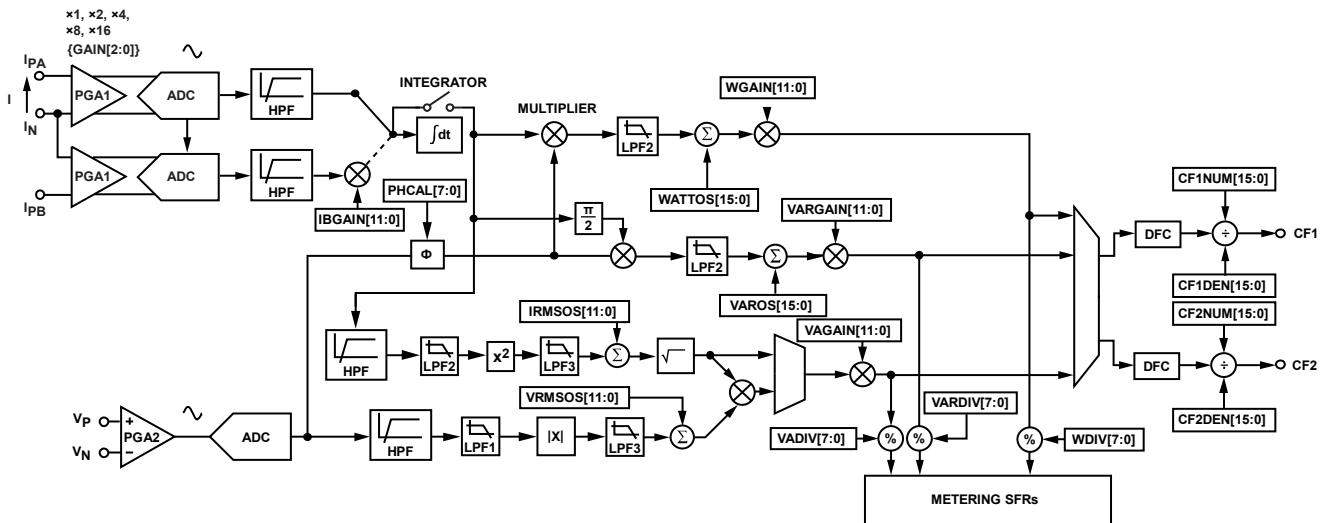 ×1, ×2, ×4,
×8, ×16
{GAIN[2:0]}
IPA
I
IN
IPB
PGA1
ADC
HPF
INTEGRATOR
∫dt
MULTIPLIER
LPF2
Σ
WGAIN[11:0]
WATTOS[15:0]
PGA1
ADC
HPF
IBGAIN[11:0]
PHCAL[7:0]
Φ
π
2
LPF2
Σ
VARGAIN[11:0]
VAROS[15:0]
CF1NUM[15:0]
DFC
÷
CF1
CF1DEN[15:0]
CF2NUM[15:0]
DFC
÷
CF2
CF2DEN[15:0]
HPF
LPF2
X2
LPF3
IRMSOS[11:0]
Σ
√
VAGAIN[11:0]
VP
VN
+
−
PGA2
ADC
HPF
LPF1
|X|
LPF3
VRMSOS[11:0]
Σ
VADIV[7:0]
%
VARDIV[7:0]
%
WDIV[7:0]
%
METERING SFRs